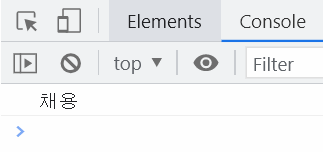 Elements Console
top ▼ Filter
채용